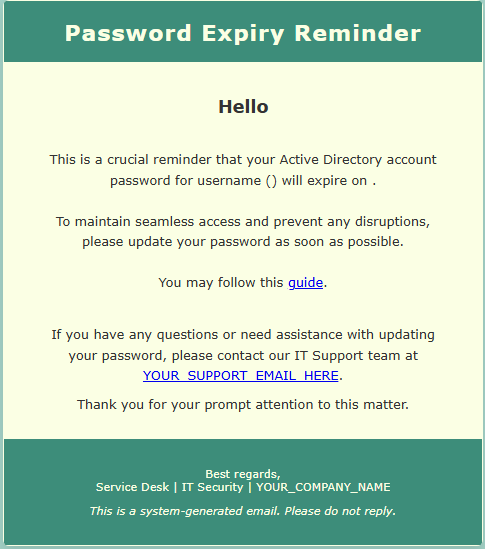 Password Expiry Reminder
Hello
This is a crucial reminder that your Active Directory account
password for username () will expire on .
To maintain seamless access and prevent any disruptions,
please update your password as soon as possible.
You may follow this guide.
If you have any questions or need assistance with updating
your password, please contact our IT Support team at
YOUR_SUPPORT_EMAIL_HERE.
Thank you for your prompt attention to this matter.
Best regards,
Service Desk | IT Security | YOUR_COMPANY_NAME
This is a system-generated email. Please do not reply.